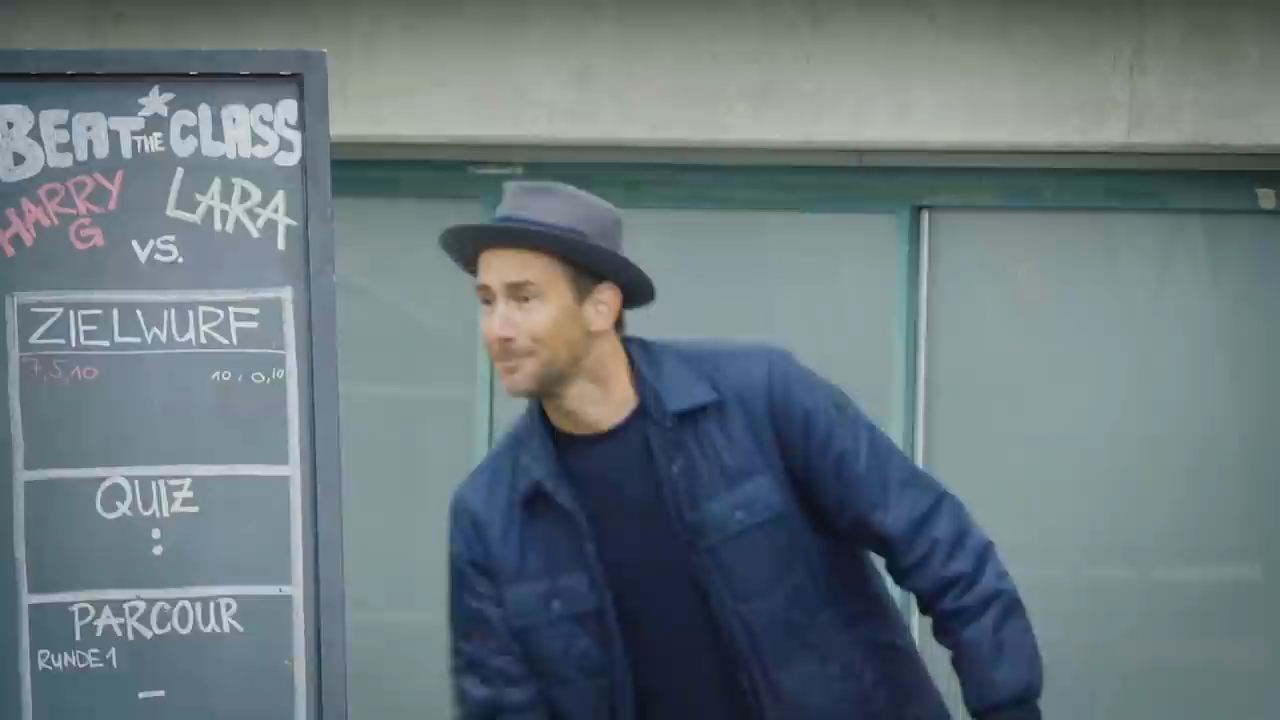 BEAT THE CLASS
HARRY G VS. LARA
ZIELWURF
7,5,10 10,0,10
QUIZ
:
PARCOUR
RUNDE 1
–